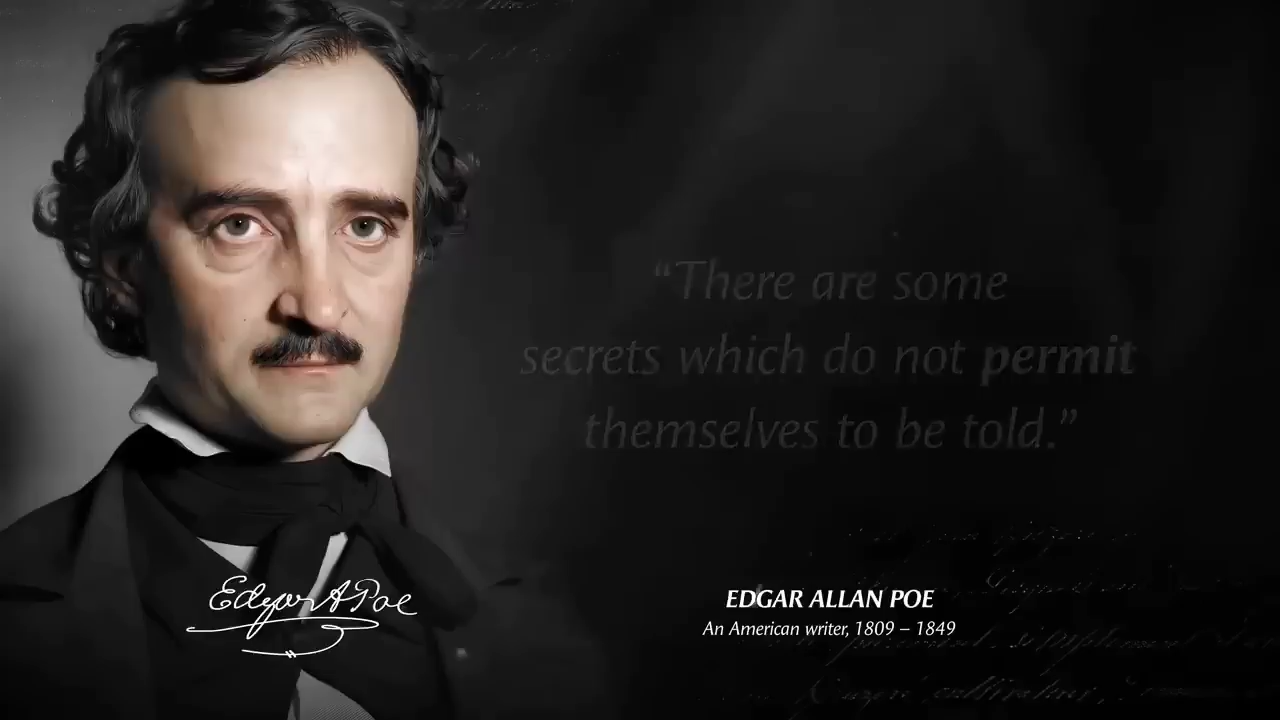 “There are some
secrets which do not permit
themselves to be told.”
Edgar A Poe
EDGAR ALLAN POE
An American writer, 1809 – 1849